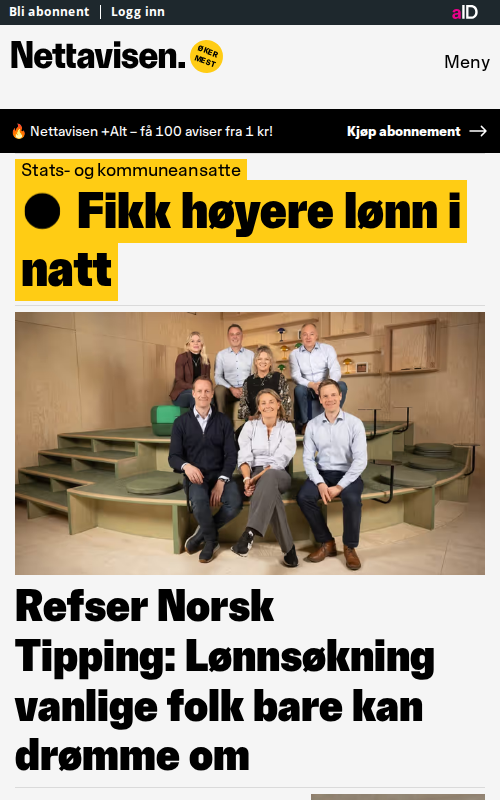 Bli abonnent | Logg inn
aID
Nettavisen.
ØKER
MEST
Meny
Nettavisen +Alt – få 100 aviser fra 1 kr!
Kjøp abonnement →
Stats- og kommuneansatte
Fikk høyere lønn i
natt
Refser Norsk
Tipping: Lønnsøkning
vanlige folk bare kan
drømme om